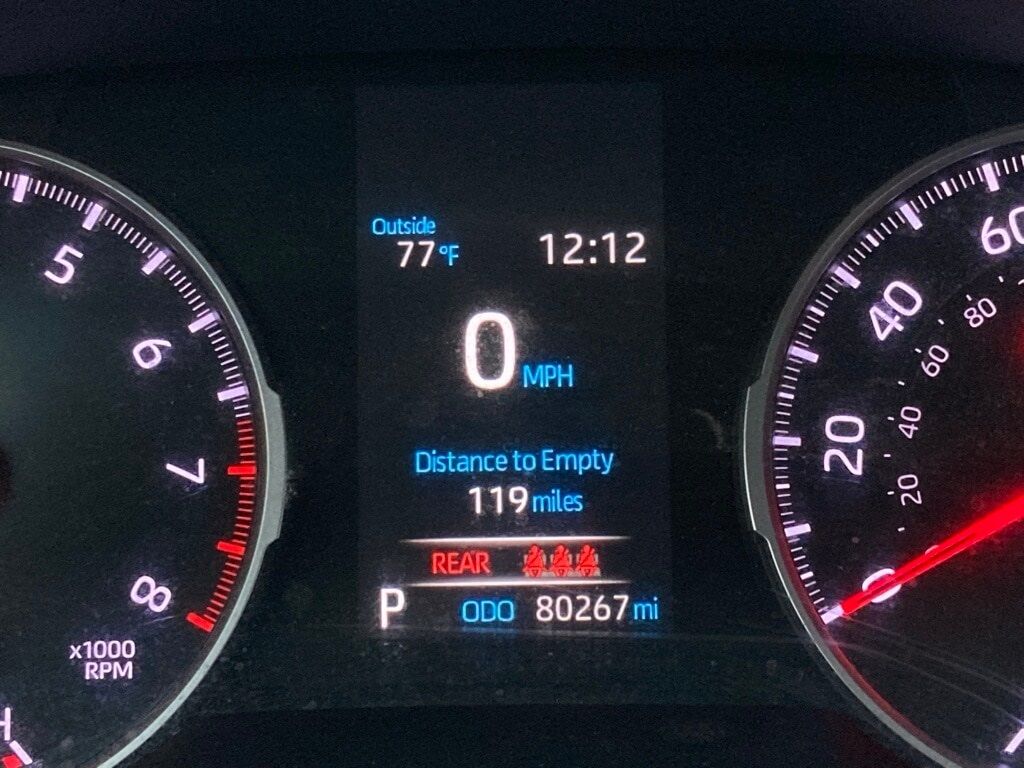 Outside
77°F
12:12
0 MPH
Distance to Empty
119 miles
REAR
P
ODO 80267 mi
5
6
7
8
x1000
RPM
H
0
20
40
60
20
40
60
80